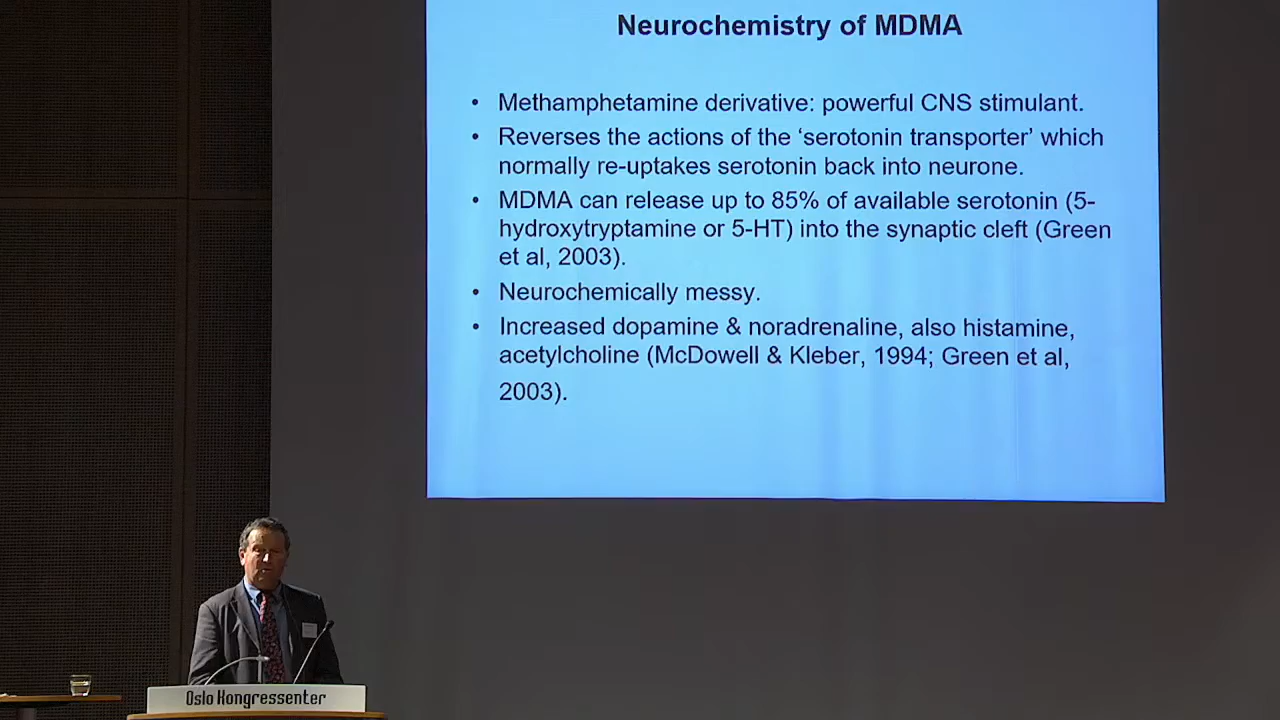 Neurochemistry of MDMA
• Methamphetamine derivative: powerful CNS stimulant.
• Reverses the actions of the ‘serotonin transporter’ which
normally re-uptakes serotonin back into neurone.
• MDMA can release up to 85% of available serotonin (5-
hydroxytryptamine or 5-HT) into the synaptic cleft (Green
et al, 2003).
• Neurochemically messy.
• Increased dopamine & noradrenaline, also histamine,
acetylcholine (McDowell & Kleber, 1994; Green et al,
2003).
Oslo Kongressenter